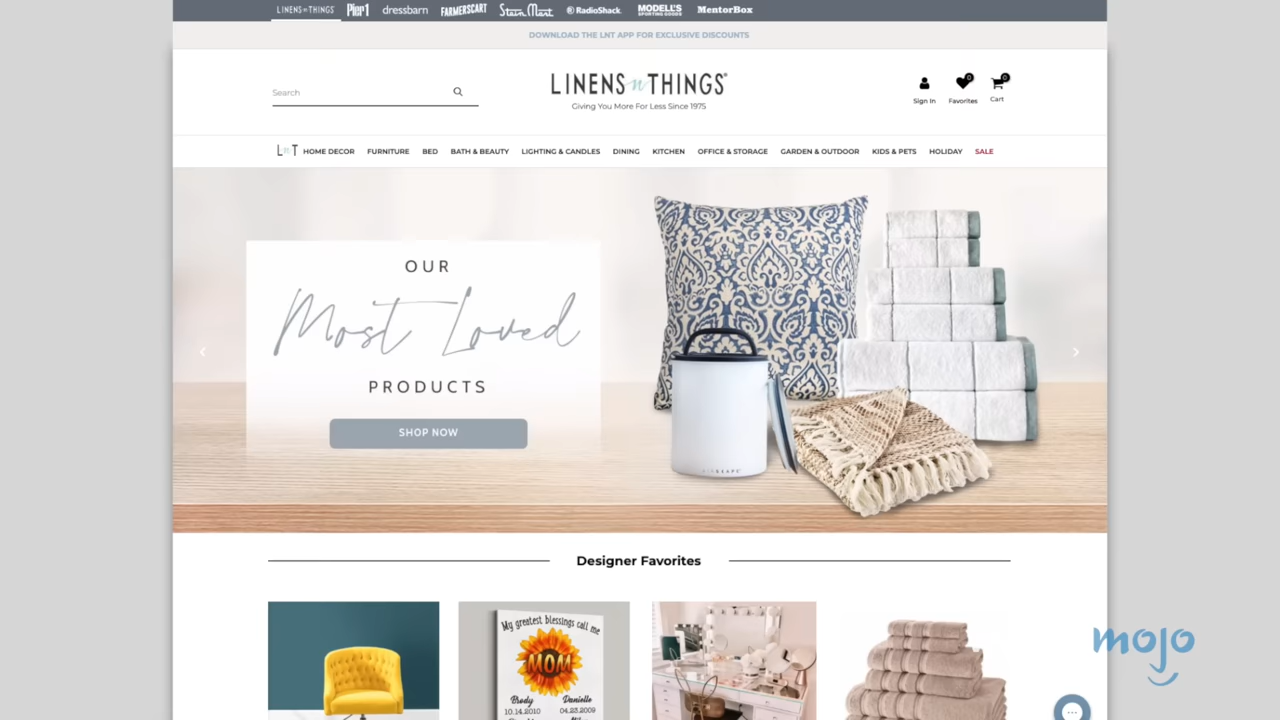 LINENS n THINGS Pier1 dressbarn FARMERSCART Stein Mart RadioShack. MODELL'S SPORTING GOODS MentorBox
DOWNLOAD THE LNT APP FOR EXCLUSIVE DISCOUNTS
Search
LINENS n THINGS®
Giving You More For Less Since 1975
0
0
Sign In Favorites Cart
LnT HOME DECOR FURNITURE BED BATH & BEAUTY LIGHTING & CANDLES DINING KITCHEN OFFICE & STORAGE GARDEN & OUTDOOR KIDS & PETS HOLIDAY SALE
OUR
Most Loved
PRODUCTS
SHOP NOW
AIRSCAPE®
Designer Favorites
My greatest blessings call me
MOM
Brody Danielle
10.14.2010 04.23.2009
mojo